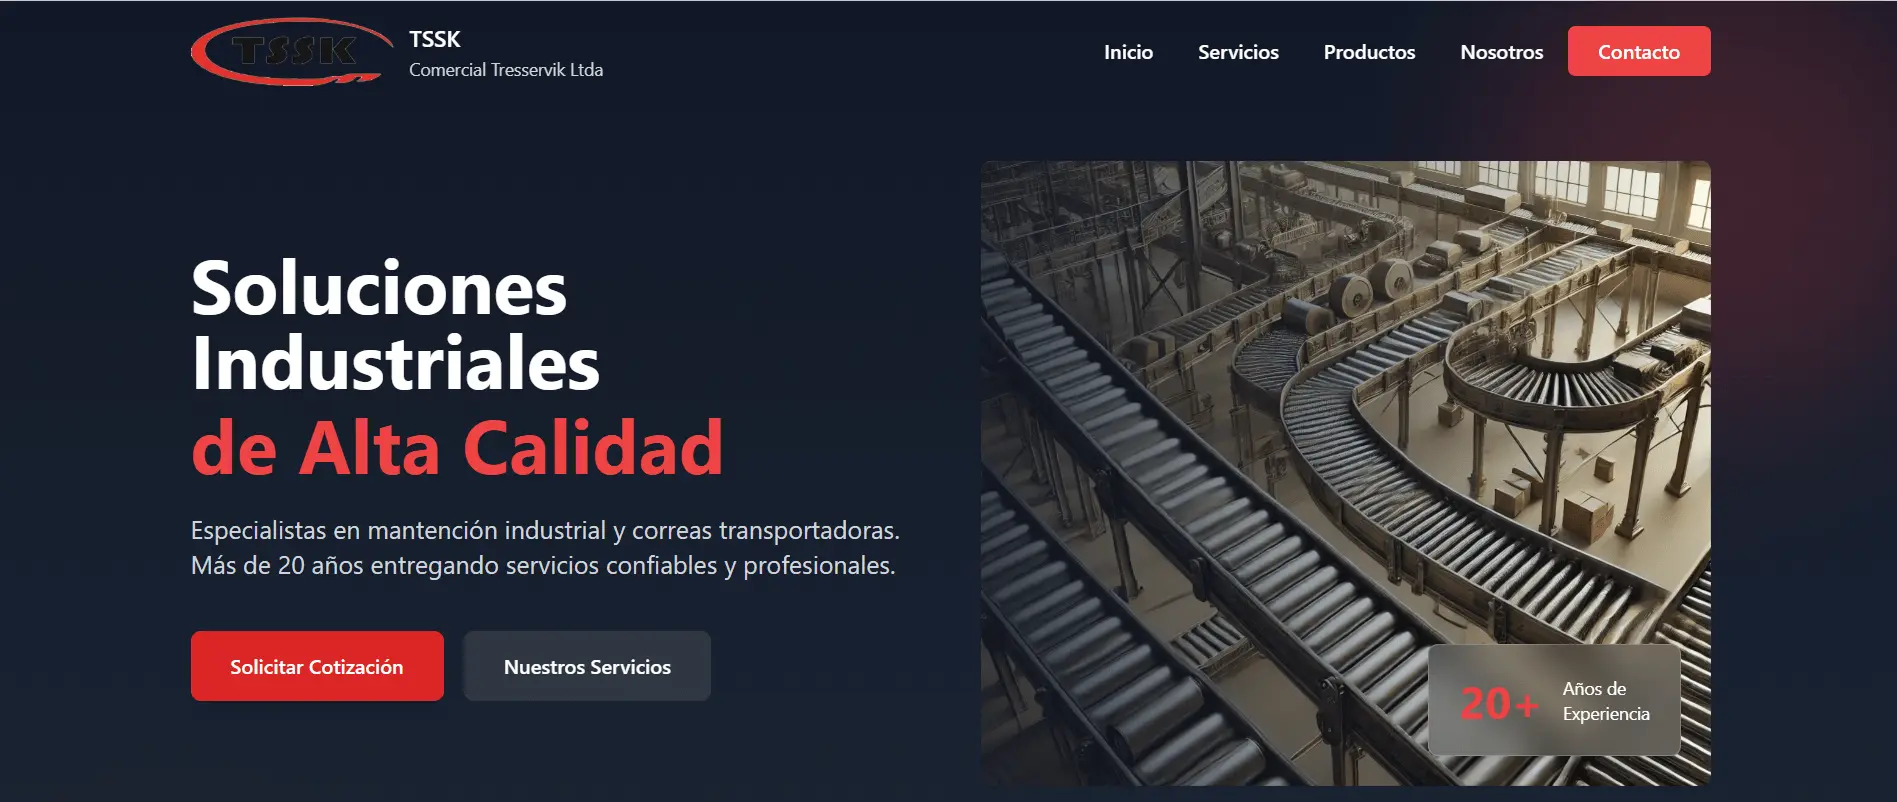 TSSK
TSSK
Comercial Tresservik Ltda
Inicio
Servicios
Productos
Nosotros
Contacto
Soluciones
Industriales
de Alta Calidad
Especialistas en mantención industrial y correas transportadoras.
Más de 20 años entregando servicios confiables y profesionales.
Solicitar Cotización
Nuestros Servicios
20+
Años de
Experiencia